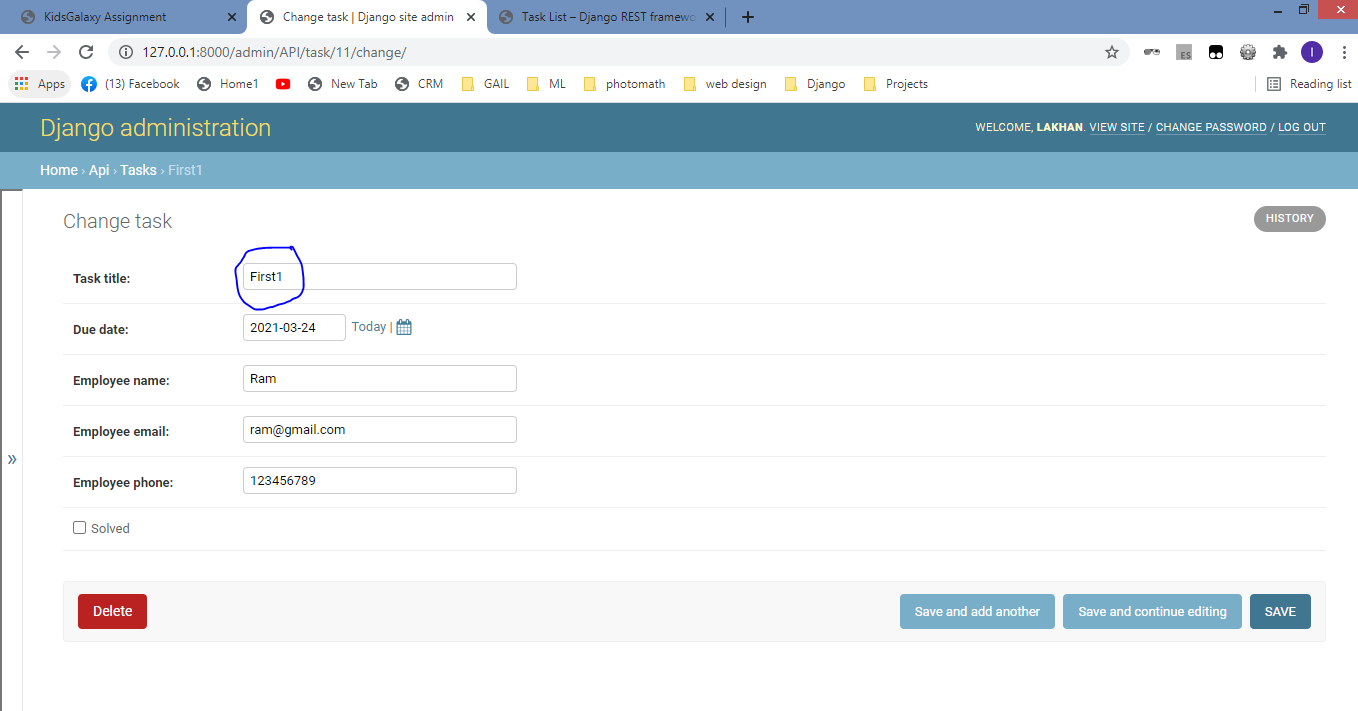 KidsGalaxy Assignment
Change task | Django site admin
Task List – Django REST framewo
127.0.0.1:8000/admin/API/task/11/change/
ES
I
Apps (13) Facebook Home1 New Tab CRM GAIL ML photomath web design Django Projects Reading list
Django administration
WELCOME, LAKHAN. VIEW SITE / CHANGE PASSWORD / LOG OUT
Home › Api › Tasks › First1
Change task
HISTORY
Task title: First1
Due date: 2021-03-24 Today |
Employee name: Ram
Employee email: ram@gmail.com
Employee phone: 123456789
»
Solved
Delete Save and add another Save and continue editing SAVE